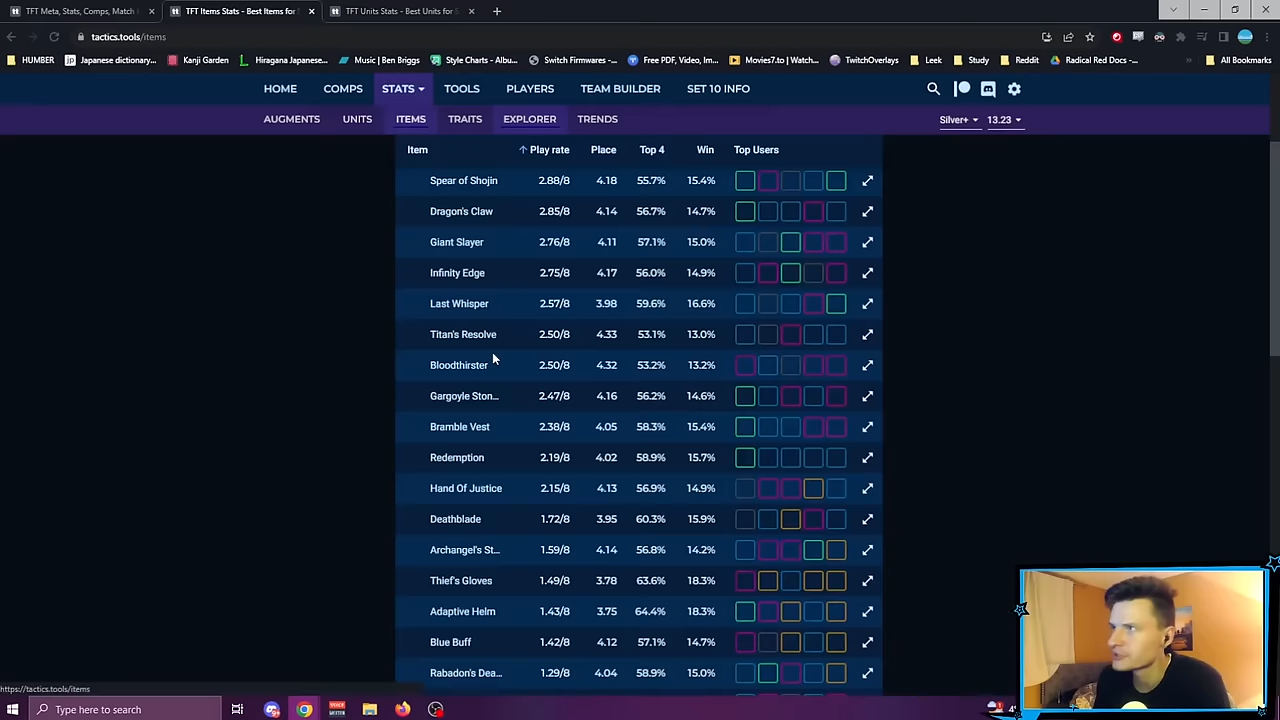 TFT Meta, Stats, Comps, Match
TFT Items Stats - Best Items for
TFT Units Stats - Best Units for
tactics.tools/items
HUMBER
Japanese dictionary...
Kanji Garden
Hiragana Japanese...
Music | Ben Briggs
Style Charts - Albu...
Switch Firmwares -...
Free PDF, Video, Im...
Movies7.to | Watch...
TwitchOverlays
Leek
Study
Reddit
Radical Red Docs -...
All Bookmarks
HOME COMPS STATS TOOLS PLAYERS TEAM BUILDER SET 10 INFO
AUGMENTS UNITS ITEMS TRAITS EXPLORER TRENDS Silver+ 13.23
Item Play rate Place Top 4 Win Top Users
Spear of Shojin 2.88/8 4.18 55.7% 15.4%
Dragon's Claw 2.85/8 4.14 56.7% 14.7%
Giant Slayer 2.76/8 4.11 57.1% 15.0%
Infinity Edge 2.75/8 4.17 56.0% 14.9%
Last Whisper 2.57/8 3.98 59.6% 16.6%
Titan's Resolve 2.50/8 4.33 53.1% 13.0%
Bloodthirster 2.50/8 4.32 53.2% 13.2%
Gargoyle Ston... 2.47/8 4.16 56.2% 14.6%
Bramble Vest 2.38/8 4.05 58.3% 15.4%
Redemption 2.19/8 4.02 58.9% 15.7%
Hand Of Justice 2.15/8 4.13 56.9% 14.9%
Deathblade 1.72/8 3.95 60.3% 15.9%
Archangel's St... 1.59/8 4.14 56.8% 14.2%
Thief's Gloves 1.49/8 3.78 63.6% 18.3%
Adaptive Helm 1.43/8 3.75 64.4% 18.3%
Blue Buff 1.42/8 4.12 57.1% 14.7%
Rabadon's Dea... 1.29/8 4.04 58.9% 15.0%
https://tactics.tools/items
Type here to search